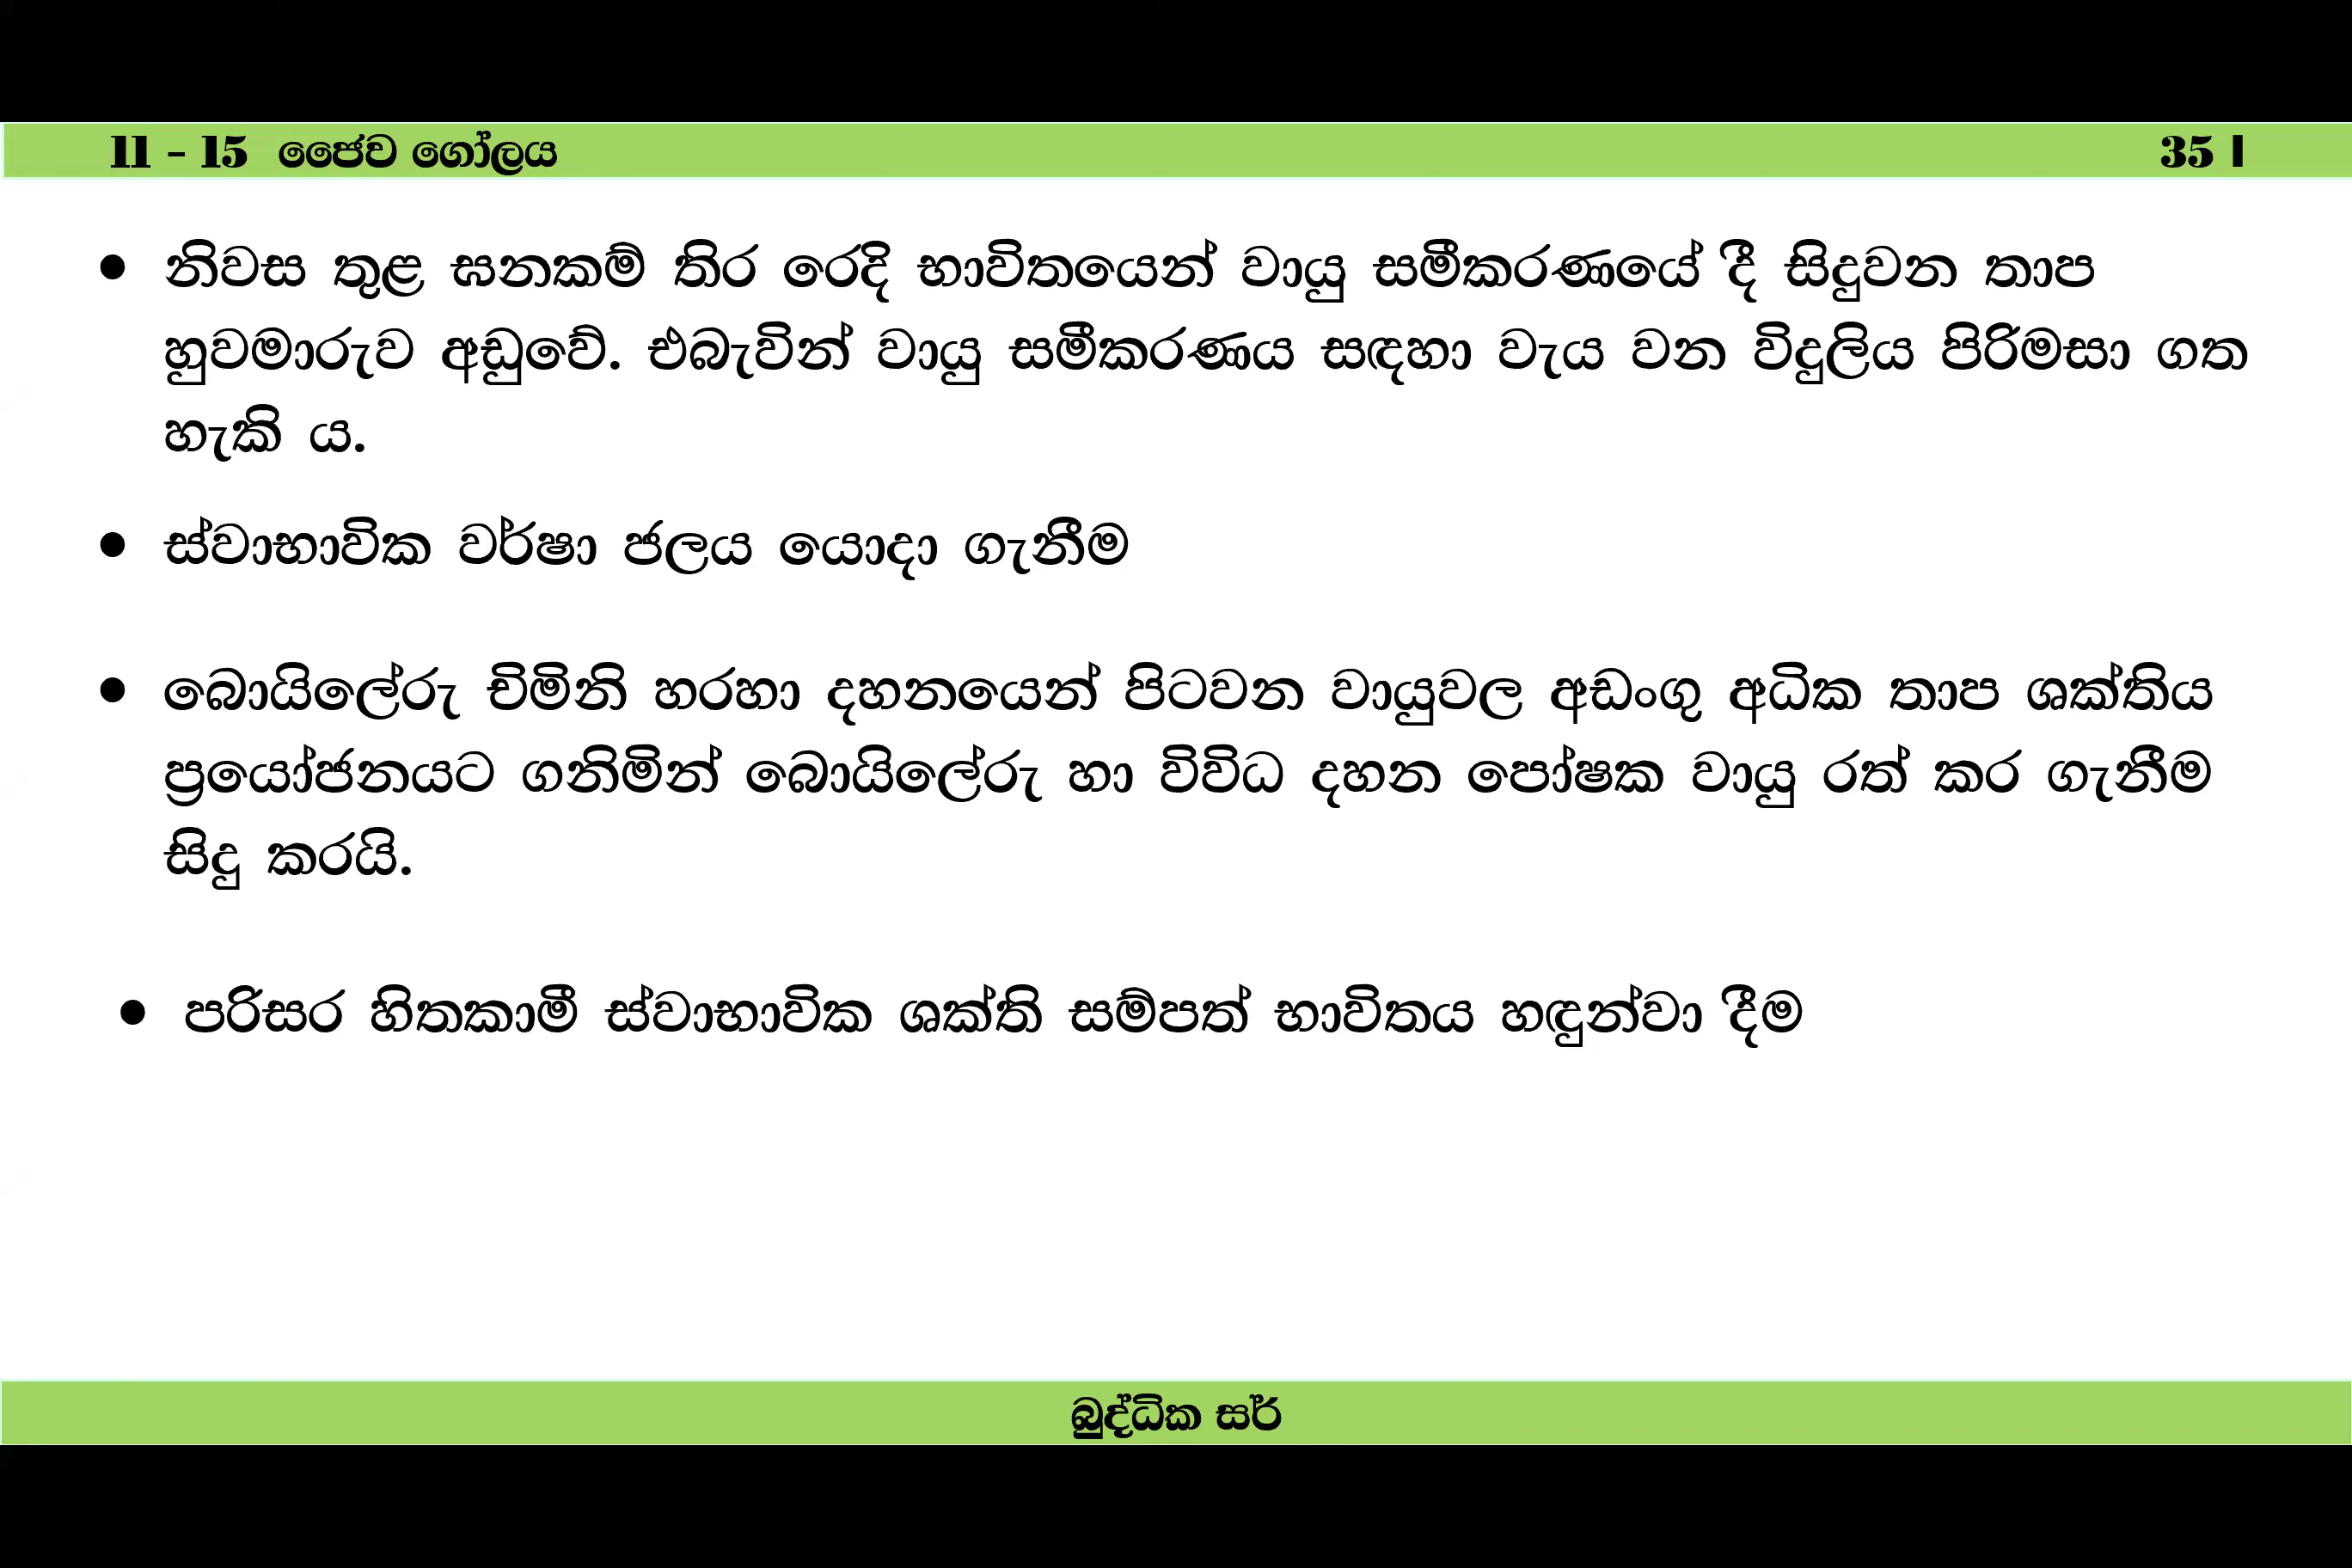 11 - 15 ජෛව ගෝලය
35 I
• නිවස තුළ ඝනකම් තිර රෙදි භාවිතයෙන් වායු සමීකරණයේ දී සිදුවන තාප
හුවමාරුව අඩුවේ. එබැවින් වායු සමීකරණය සඳහා වැය වන විදුලිය පිරිමසා ගත
හැකි ය.
• ස්වාභාවික වර්ෂා ජලය යොදා ගැනීම
• බොයිලේරු චිමිනි හරහා දහනයෙන් පිටවන වායුවල අඩංගු අධික තාප ශක්තිය
ප්‍රයෝජනයට ගනිමින් බොයිලේරු හා විවිධ දහන පෝෂක වායු රත් කර ගැනීම
සිදු කරයි.
• පරිසර හිතකාමී ස්වාභාවික ශක්ති සම්පත් භාවිතය හඳුන්වා දීම
බුද්ධික සර්